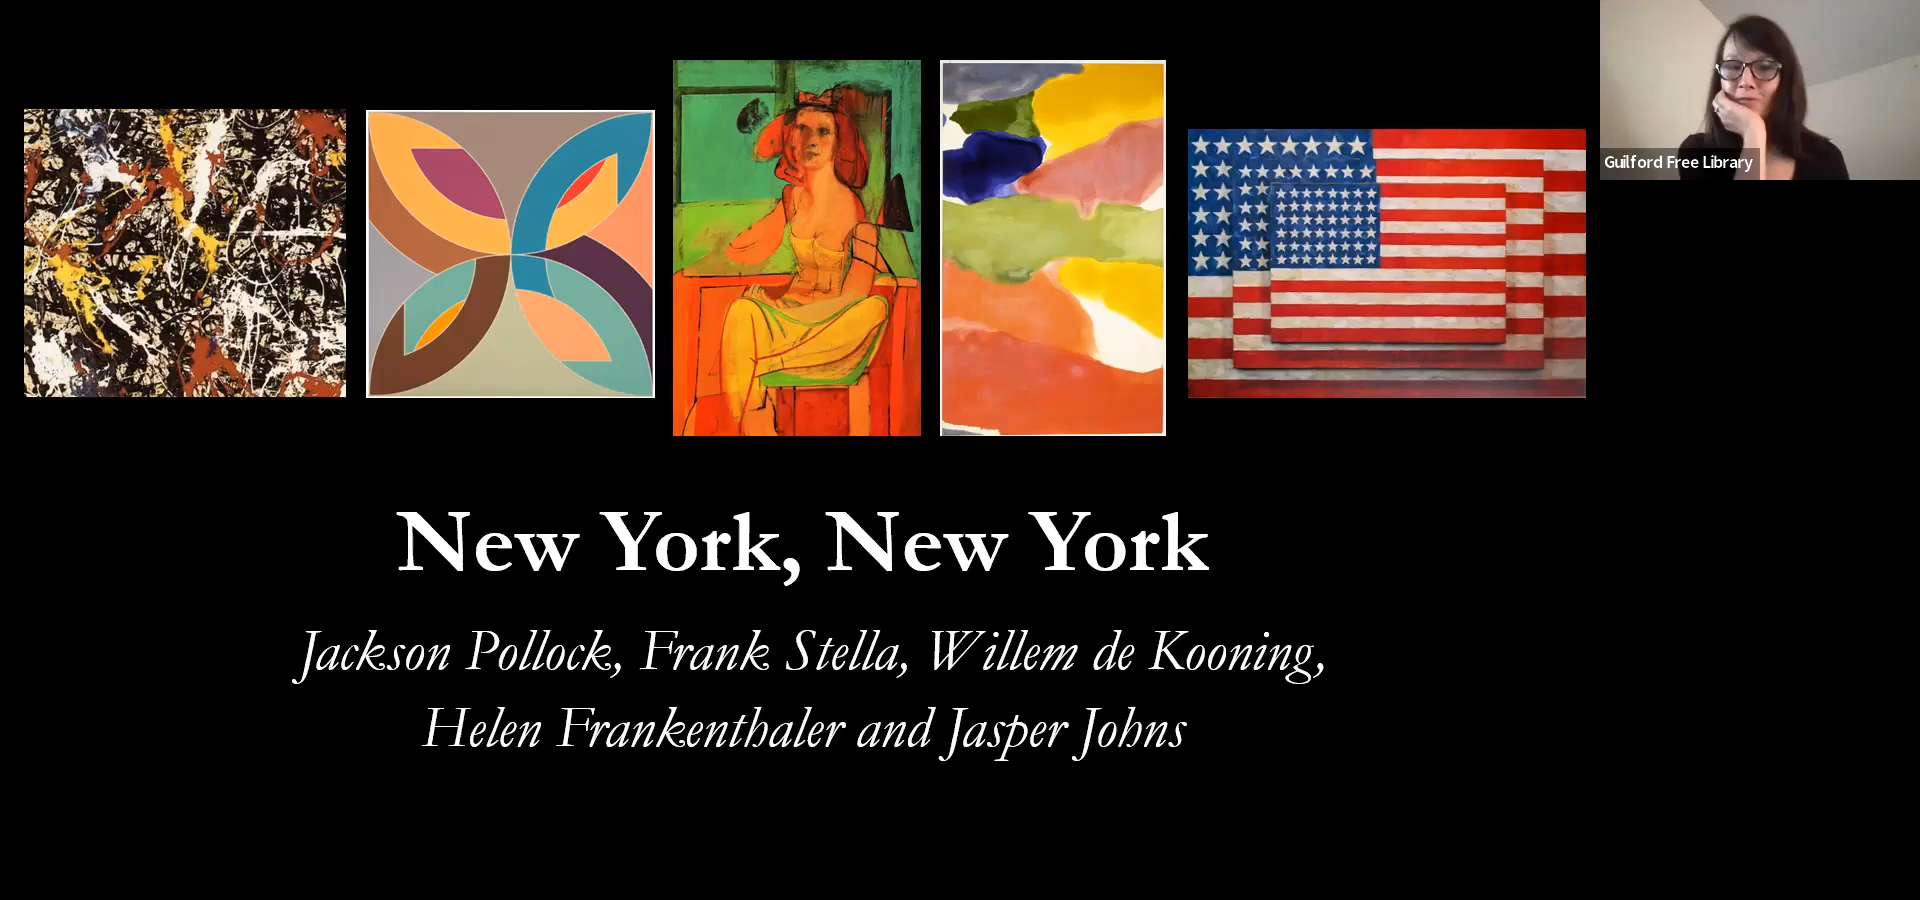 Guilford Free Library
New York, New York
Jackson Pollock, Frank Stella, Willem de Kooning,
Helen Frankenthaler and Jasper Johns